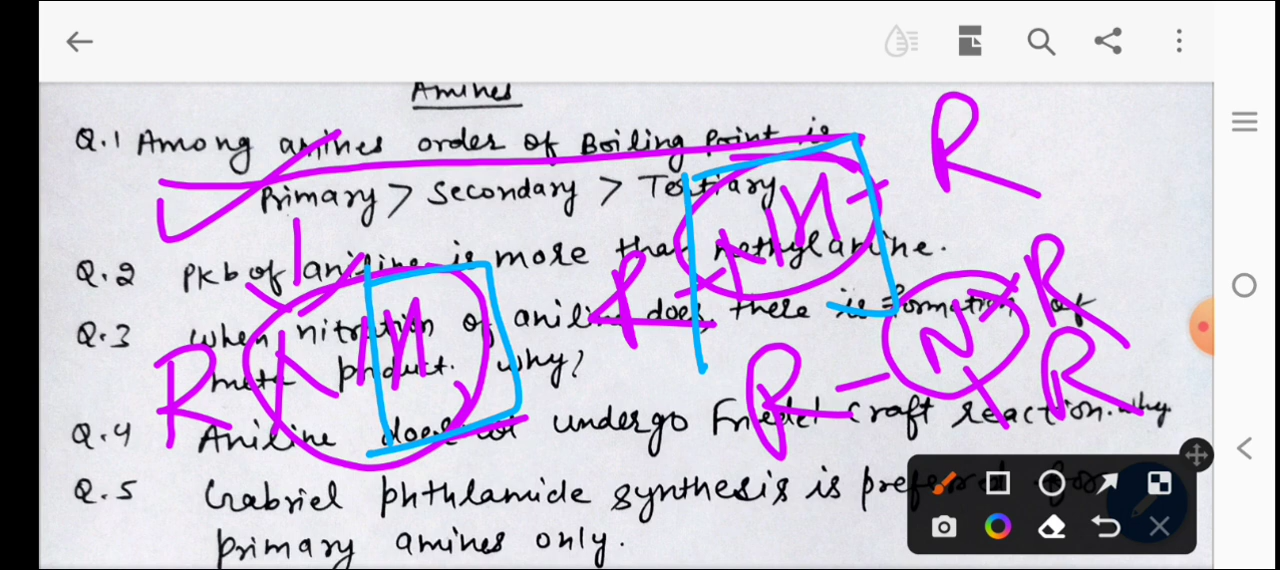 Amines
Q.1 Among amines order of Boiling Point is
Primary > Secondary > Tertiary
Q.2 PKb of aniline is more than methylamine.
Q.3 When nitration of aniline does there is formation of
meta product. why?
Q.4 Aniline does not undergo Friedel Craft reaction. why
Q.5 Gabriel phthlamide synthesis is preferred for
primary amines only.
R
R
R
R
N
R
R